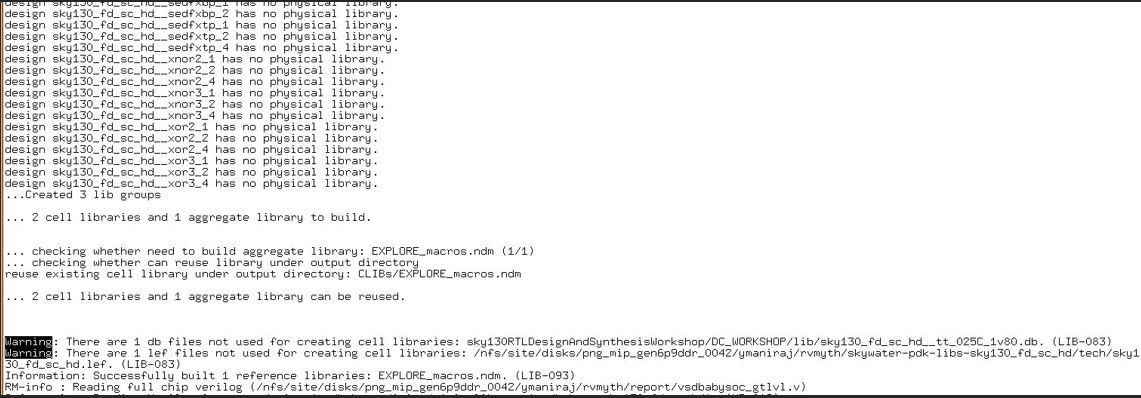 design sky130_fd_sc_hd__sedfxbp_1 has no physical library.
design sky130_fd_sc_hd__sedfxbp_2 has no physical library.
design sky130_fd_sc_hd__sedfxtp_1 has no physical library.
design sky130_fd_sc_hd__sedfxtp_2 has no physical library.
design sky130_fd_sc_hd__sedfxtp_4 has no physical library.
design sky130_fd_sc_hd__xnor2_1 has no physical library.
design sky130_fd_sc_hd__xnor2_2 has no physical library.
design sky130_fd_sc_hd__xnor2_4 has no physical library.
design sky130_fd_sc_hd__xnor3_1 has no physical library.
design sky130_fd_sc_hd__xnor3_2 has no physical library.
design sky130_fd_sc_hd__xnor3_4 has no physical library.
design sky130_fd_sc_hd__xor2_1 has no physical library.
design sky130_fd_sc_hd__xor2_2 has no physical library.
design sky130_fd_sc_hd__xor2_4 has no physical library.
design sky130_fd_sc_hd__xor3_1 has no physical library.
design sky130_fd_sc_hd__xor3_2 has no physical library.
design sky130_fd_sc_hd__xor3_4 has no physical library.
...Created 3 lib groups
... 2 cell libraries and 1 aggregate library to build.
... checking whether need to build aggregate library: EXPLORE_macros.ndm (1/1)
... checking whether can reuse library under output directory
reuse existing cell library under output directory: CLIBs/EXPLORE_macros.ndm
... 2 cell libraries and 1 aggregate library can be reused.
Warning: There are 1 db files not used for creating cell libraries: sky130RTLDesignAndSynthesisWorkshop/DC_WORKSHOP/lib/sky130_fd_sc_hd__tt_025C_1v80.db. (LIB-083)
Warning: There are 1 lef files not used for creating cell libraries: /nfs/site/disks/png_mip_gen6p9ddr_0042/ymaniraj/rvmyth/skywater-pdk-libs-sky130_fd_sc_hd/tech/sky1
30_fd_sc_hd.lef. (LIB-083)
Information: Successfully built 1 reference libraries: EXPLORE_macros.ndm. (LIB-093)
RM-info : Reading full chip verilog (/nfs/site/disks/png_mip_gen6p9ddr_0042/ymaniraj/rvmyth/report/vsdbabysoc_gtlvl.v)